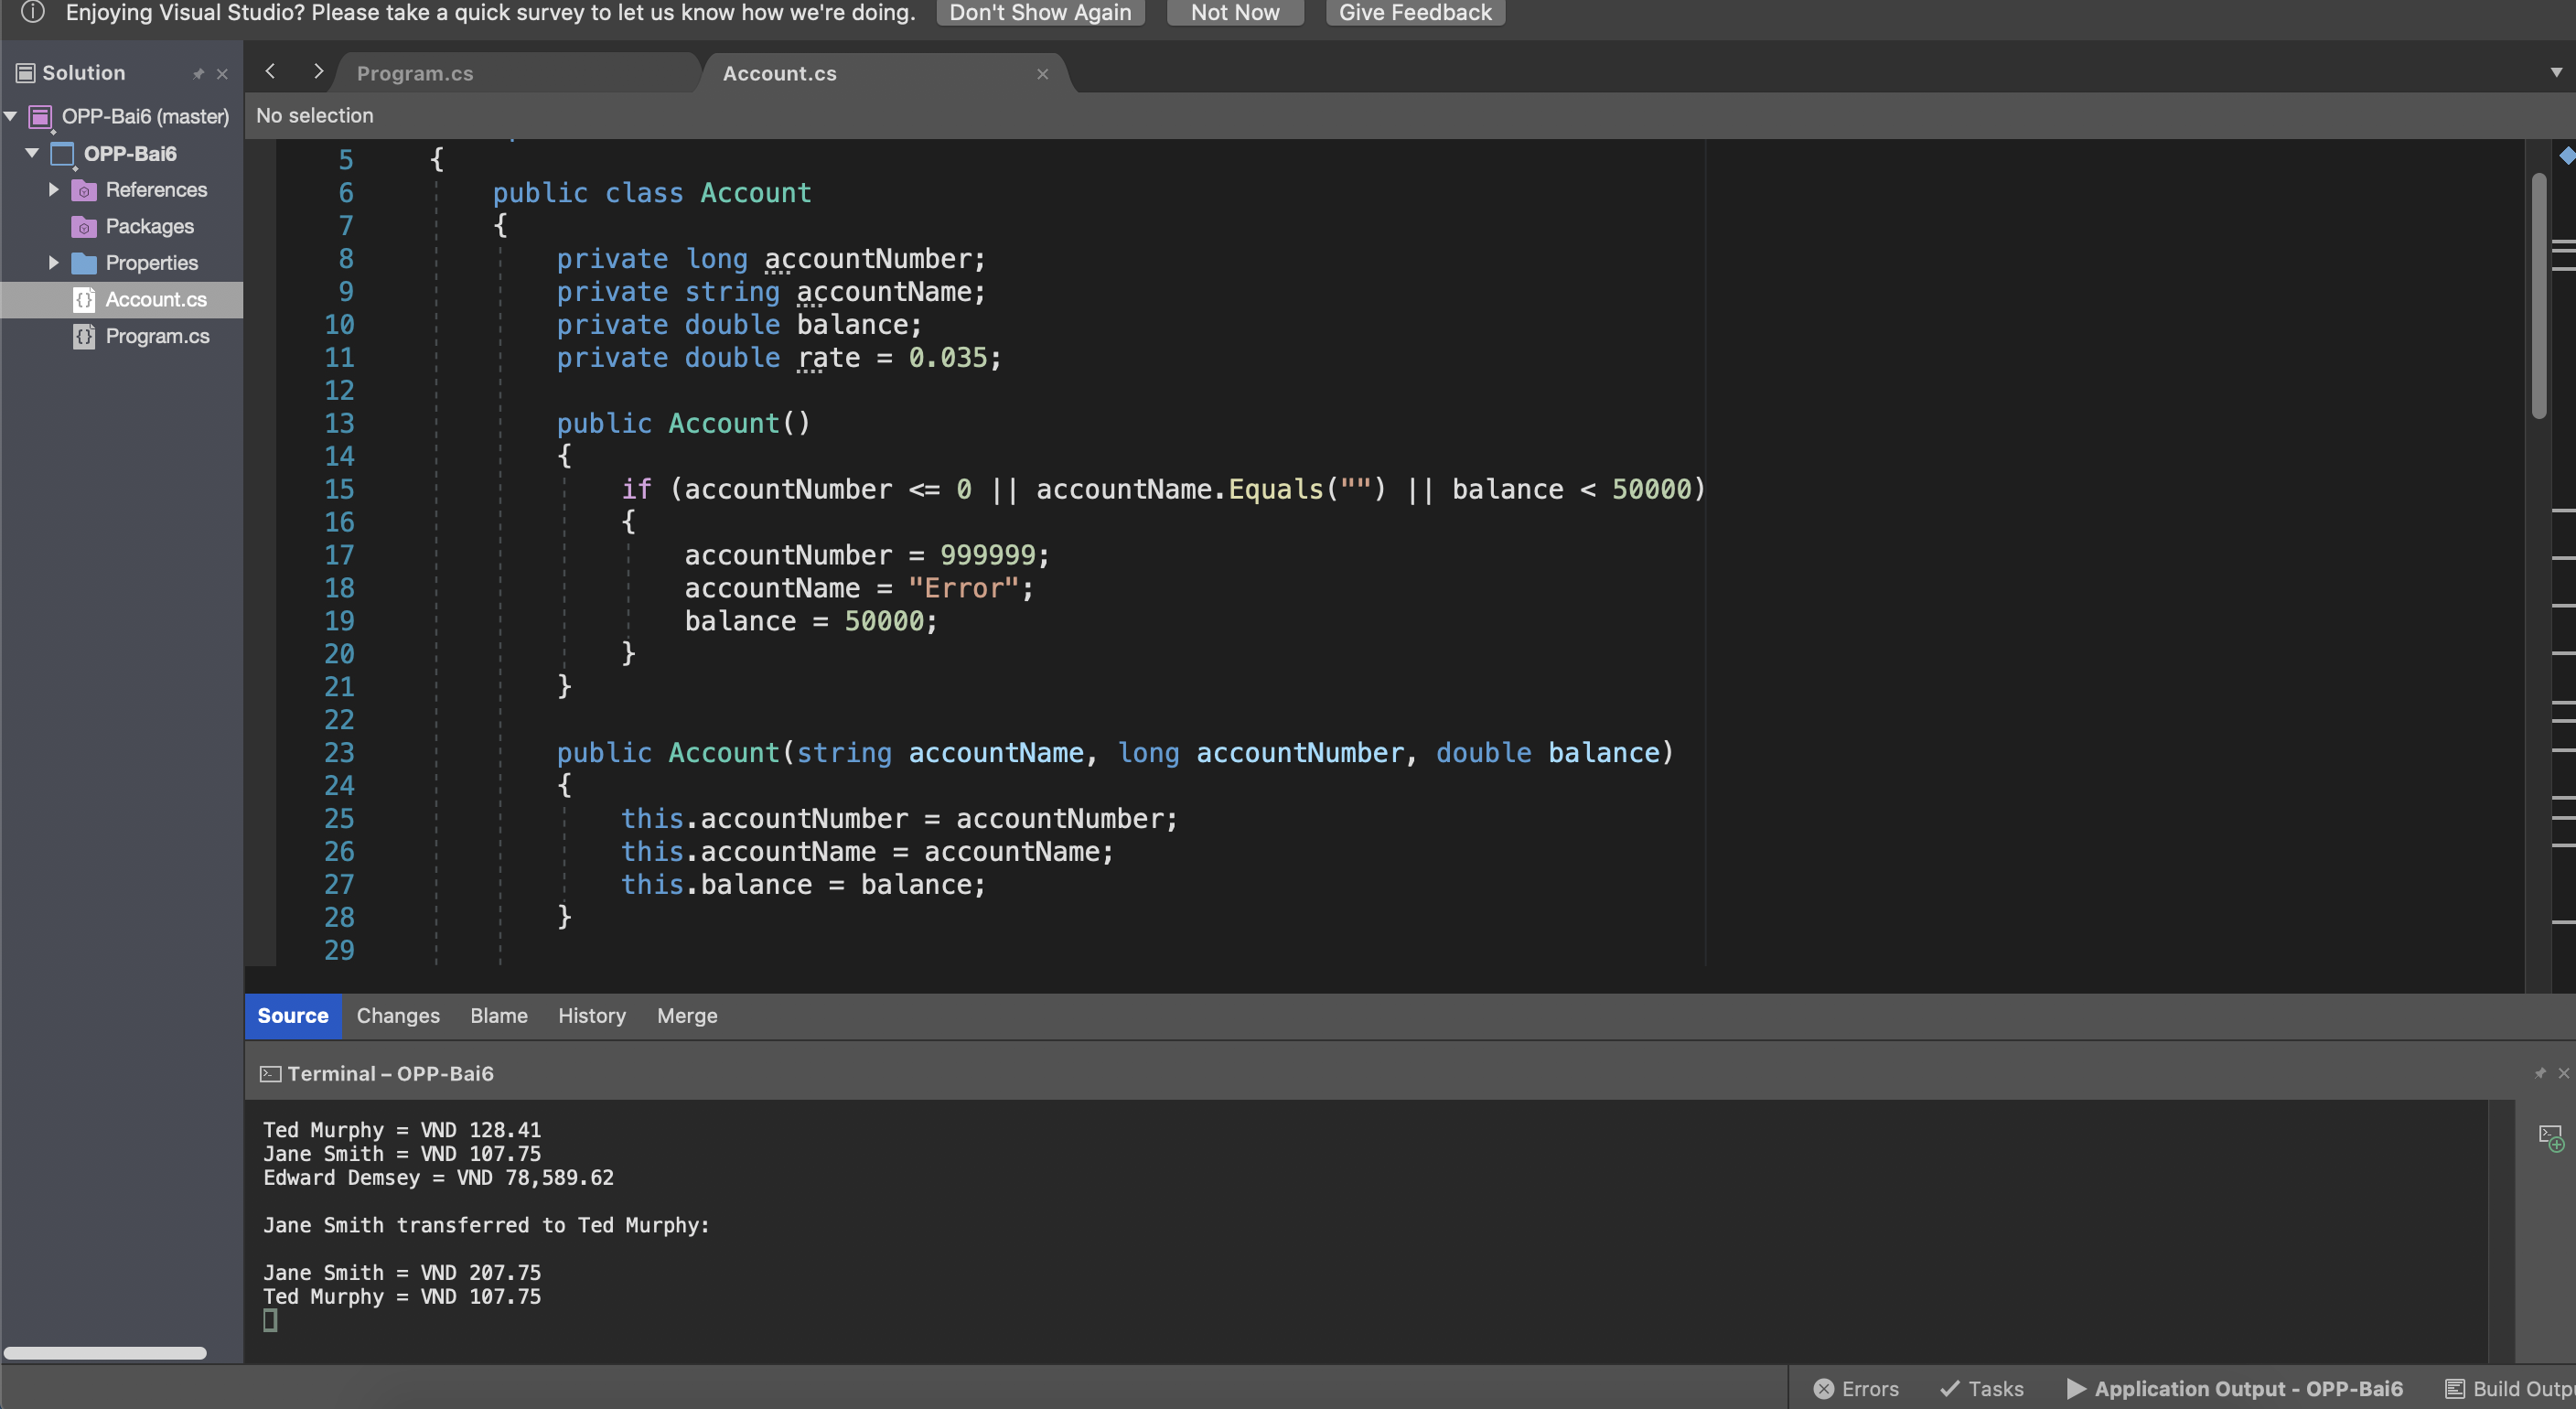 Enjoying Visual Studio? Please take a quick survey to let us know how we're doing. Don't Show Again Not Now Give Feedback
Solution
Program.cs
Account.cs
OPP-Bai6 (master)
No selection
OPP-Bai6
References
Packages
Properties
Account.cs
Program.cs
5 {
6 public class Account
7 {
8 private long accountNumber;
9 private string accountName;
10 private double balance;
11 private double rate = 0.035;
12
13 public Account()
14 {
15 if (accountNumber <= 0 || accountName.Equals("") || balance < 50000)
16 {
17 accountNumber = 999999;
18 accountName = "Error";
19 balance = 50000;
20 }
21 }
22
23 public Account(string accountName, long accountNumber, double balance)
24 {
25 this.accountNumber = accountNumber;
26 this.accountName = accountName;
27 this.balance = balance;
28 }
29
Source Changes Blame History Merge
Terminal – OPP-Bai6
Ted Murphy = VND 128.41
Jane Smith = VND 107.75
Edward Demsey = VND 78,589.62
Jane Smith transferred to Ted Murphy:
Jane Smith = VND 207.75
Ted Murphy = VND 107.75
Errors Tasks Application Output - OPP-Bai6 Build Outp